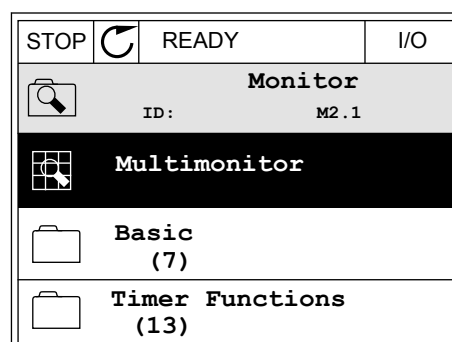 STOP READY I/O
Monitor
ID: M2.1
Multimonitor
Basic
(7)
Timer Functions
(13)